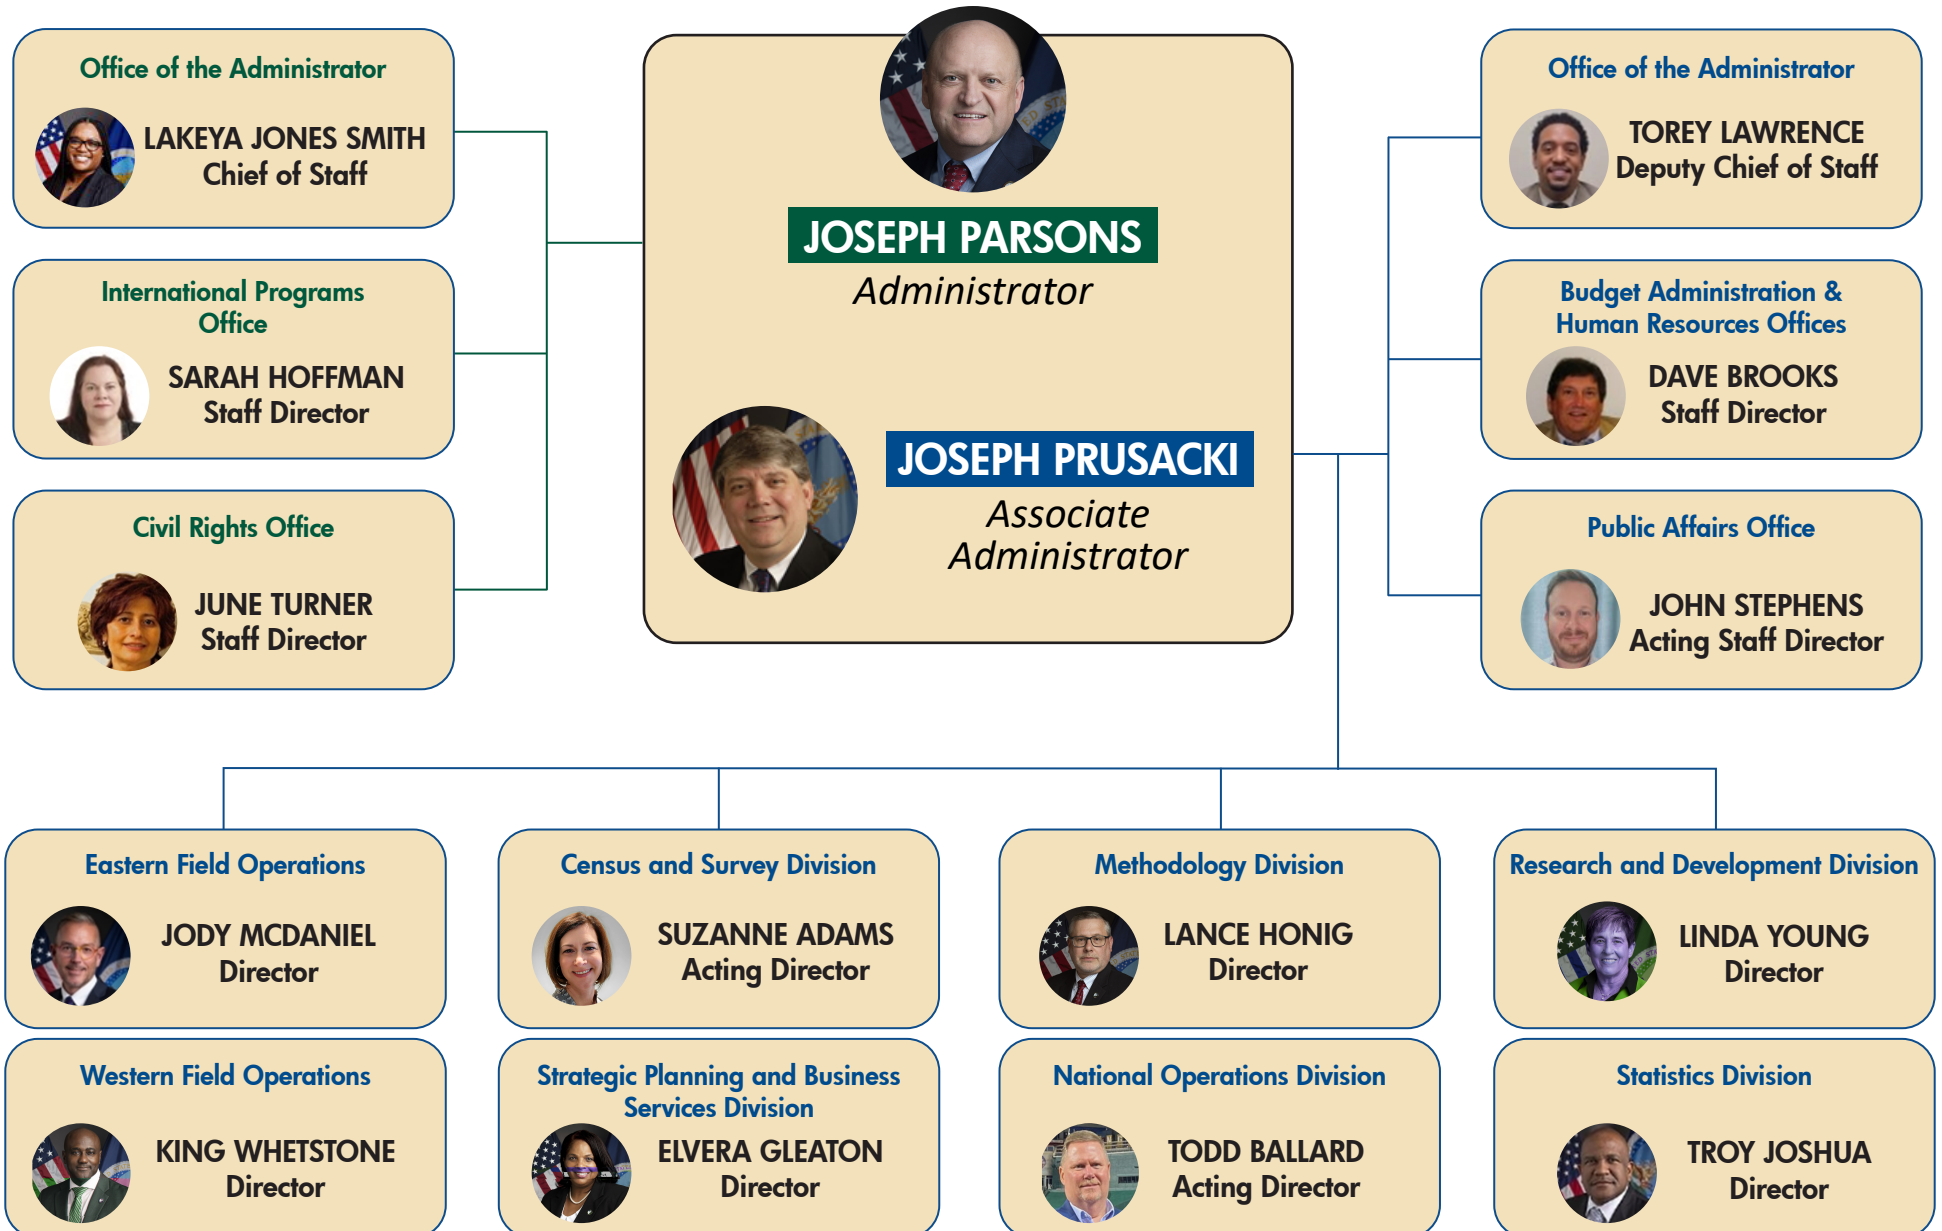 Office of the Administrator
LAKEYA JONES SMITH
Chief of Staff
International Programs
Office
SARAH HOFFMAN
Staff Director
Civil Rights Office
JUNE TURNER
Staff Director
JOSEPH PARSONS
Administrator
JOSEPH PRUSACKI
Associate
Administrator
Office of the Administrator
TOREY LAWRENCE
Deputy Chief of Staff
Budget Administration &
Human Resources Offices
DAVE BROOKS
Staff Director
Public Affairs Office
JOHN STEPHENS
Acting Staff Director
Eastern Field Operations
JODY MCDANIEL
Director
Census and Survey Division
SUZANNE ADAMS
Acting Director
Methodology Division
LANCE HONIG
Director
Research and Development Division
LINDA YOUNG
Director
Western Field Operations
KING WHETSTONE
Director
Strategic Planning and Business
Services Division
ELVERA GLEATON
Director
National Operations Division
TODD BALLARD
Acting Director
Statistics Division
TROY JOSHUA
Director